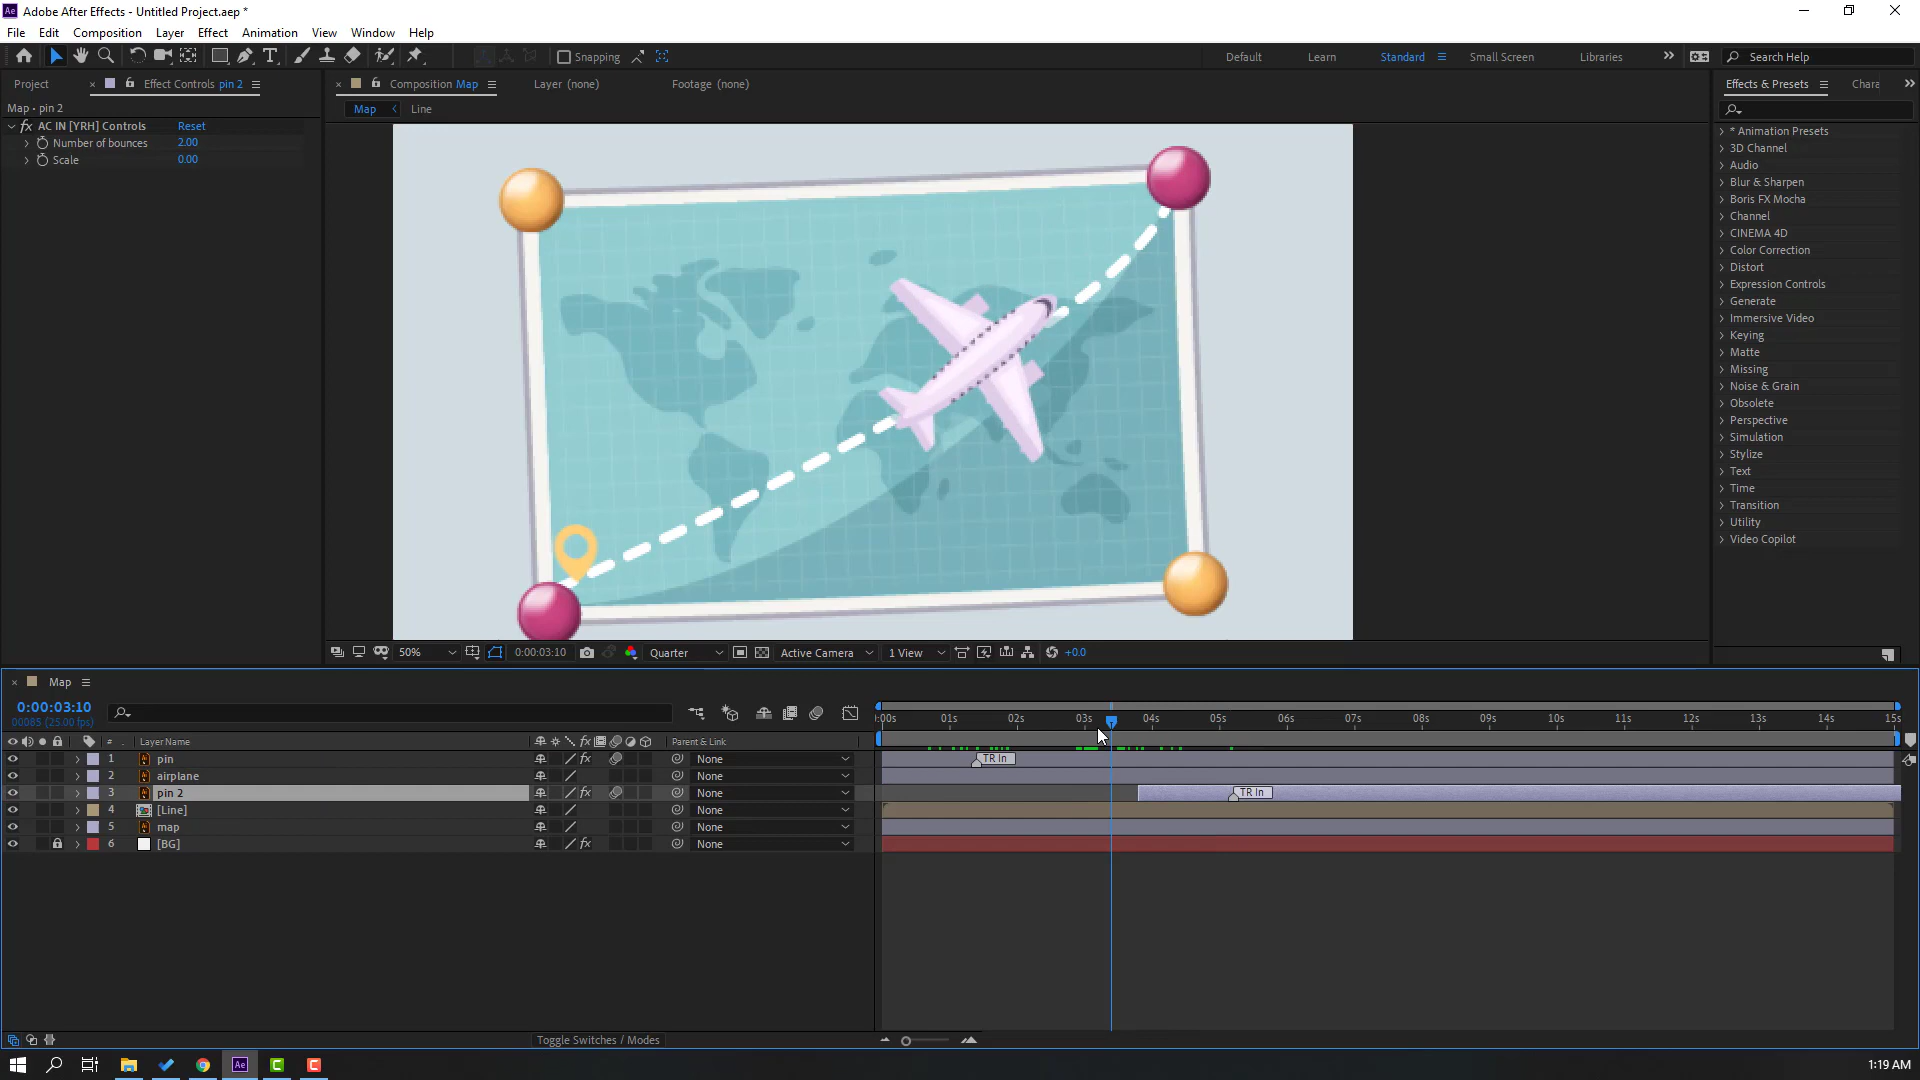 Adobe After Effects - Untitled Project.aep *
File Edit Composition Layer Effect Animation View Window Help
Snapping
Default Learn Standard Small Screen Libraries
Search Help
Project
Effect Controls pin 2
Composition Map
Layer (none)
Footage (none)
Effects & Presets
Chara
Map • pin 2
Map
Line
fx AC IN [YRH] Controls Reset
Number of bounces 2.00
Scale 0.00
* Animation Presets
3D Channel
Audio
Blur & Sharpen
Boris FX Mocha
Channel
CINEMA 4D
Color Correction
Distort
Expression Controls
Generate
Immersive Video
Keying
Matte
Missing
Noise & Grain
Obsolete
Perspective
Simulation
Stylize
Text
Time
Transition
Utility
Video Copilot
50% 0:00:03:10 Quarter Active Camera 1 View +0.0
Map
0:00:03:10
00085 (25.00 fps)
:00s 01s 02s 03s 04s 05s 06s 07s 08s 09s 10s 11s 12s 13s 14s 15s
# Layer Name Parent & Link
1 pin None TR In
2 airplane None
3 pin 2 None TR In
4 [Line] None
5 map None
6 [BG] None
Toggle Switches / Modes
1:19 AM